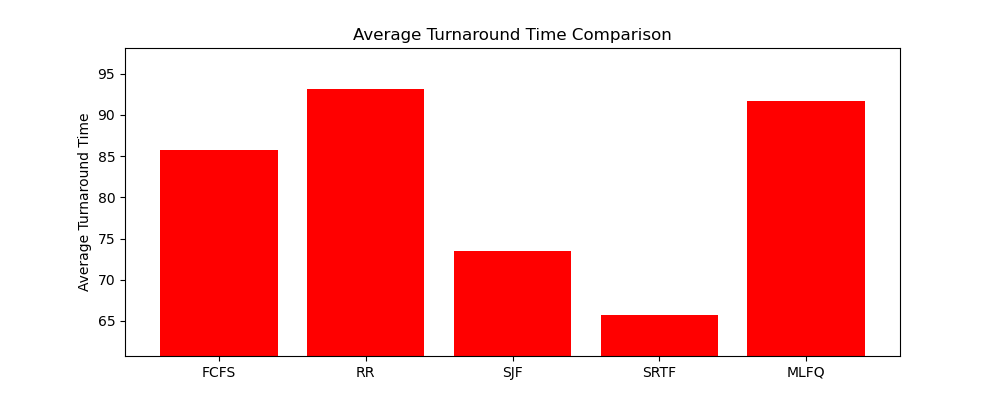 Average Turnaround Time Comparison
Average Turnaround Time
95
90
85
80
75
70
65
FCFS RR SJF SRTF MLFQ